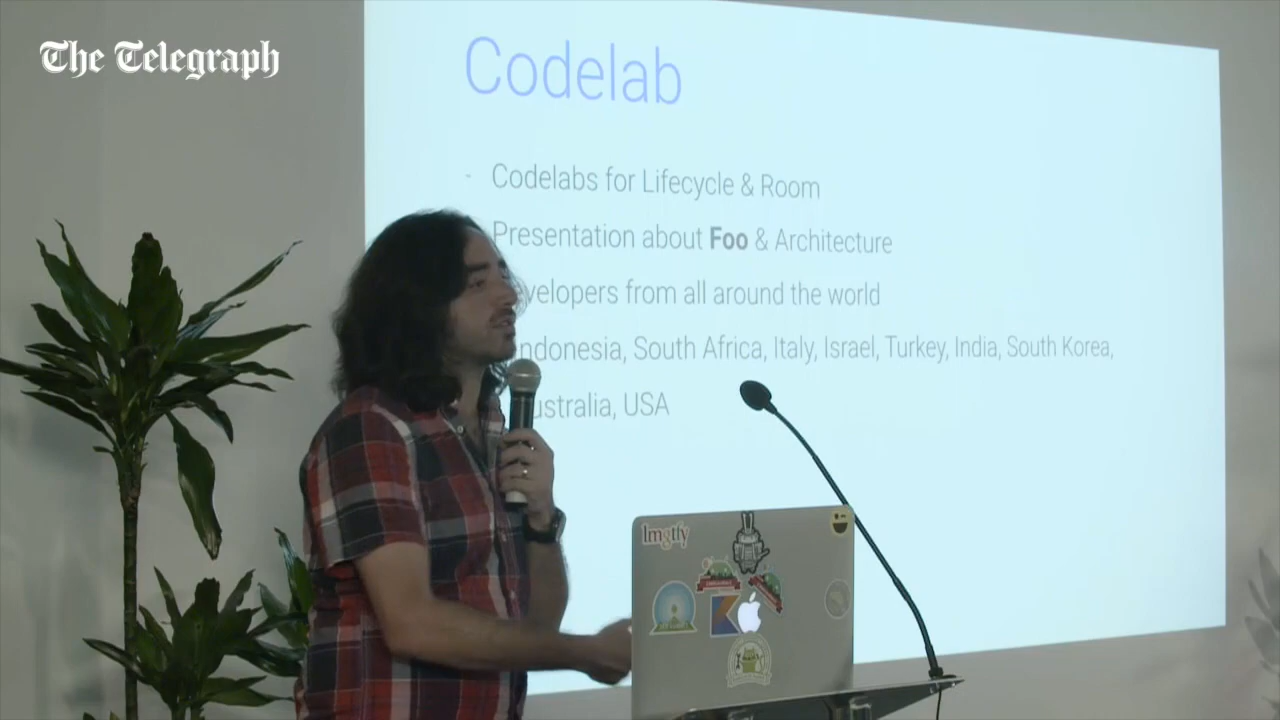 The Telegraph
Codelab
- Codelabs for Lifecycle & Room
Presentation about Foo & Architecture
velopers from all around the world
ndonesia, South Africa, Italy, Israel, Turkey, India, South Korea,
ustralia, USA
lmgtfy